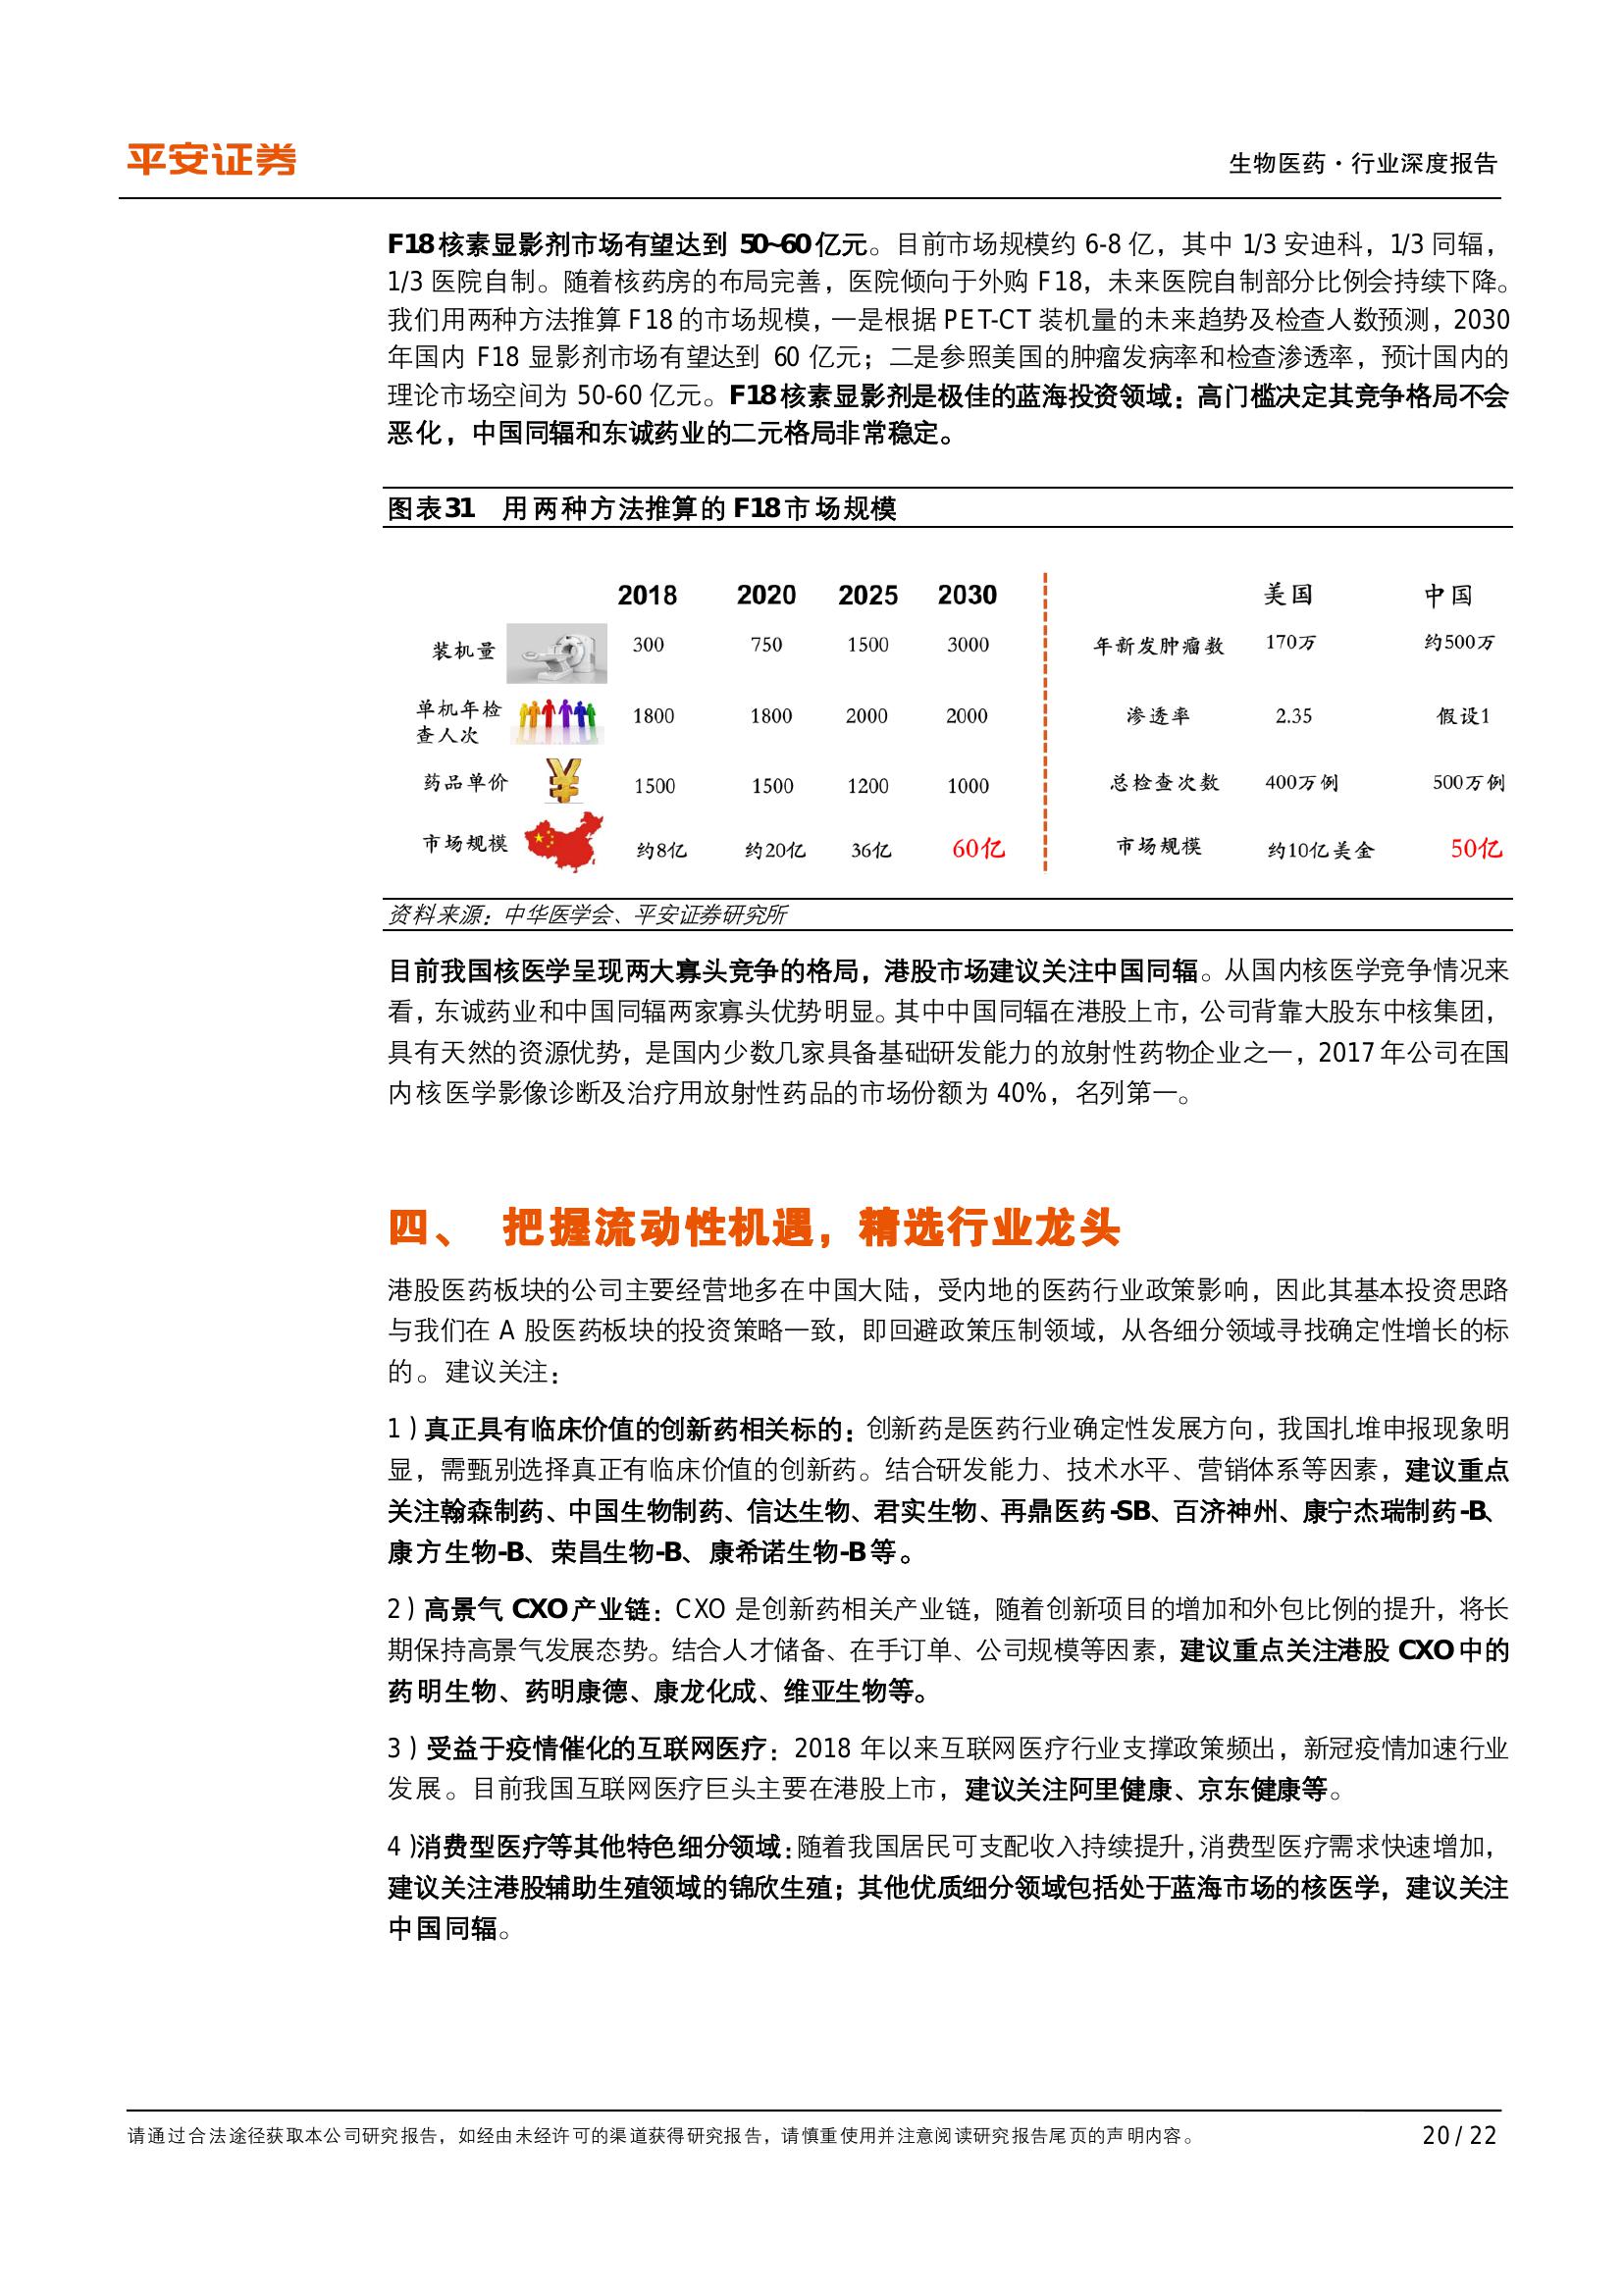 平安证券
生物医药·行业深度报告
F18核素显影剂市场有望达到 50~60亿元。目前市场规模约 6-8 亿，其中 1/3 安迪科，1/3 同辐，
1/3 医院自制。随着核药房的布局完善，医院倾向于外购 F18，未来医院自制部分比例会持续下降。
我们用两种方法推算 F18 的市场规模，一是根据 PET-CT 装机量的未来趋势及检查人数预测，2030
年国内 F18 显影剂市场有望达到 60 亿元；二是参照美国的肿瘤发病率和检查渗透率，预计国内的
理论市场空间为 50-60 亿元。F18核素显影剂是极佳的蓝海投资领域：高门槛决定其竞争格局不会
恶化，中国同辐和东诚药业的二元格局非常稳定。
图表31 用两种方法推算的 F18市场规模
2018 2020 2025 2030 美国 中国
装机量 300 750 1500 3000 年新发肿瘤数 170万 约500万
单机年检
查人次 1800 1800 2000 2000 渗透率 2.35 假设1
药品单价 1500 1500 1200 1000 总检查次数 400万例 500万例
市场规模 约8亿 约20亿 36亿 60亿 市场规模 约10亿美金 50亿
资料来源：中华医学会、平安证券研究所
目前我国核医学呈现两大寡头竞争的格局，港股市场建议关注中国同辐。从国内核医学竞争情况来
看，东诚药业和中国同辐两家寡头优势明显。其中中国同辐在港股上市，公司背靠大股东中核集团，
具有天然的资源优势，是国内少数几家具备基础研发能力的放射性药物企业之一，2017 年公司在国
内核医学影像诊断及治疗用放射性药品的市场份额为 40%，名列第一。
四、 把握流动性机遇，精选行业龙头
港股医药板块的公司主要经营地多在中国大陆，受内地的医药行业政策影响，因此其基本投资思路
与我们在 A 股医药板块的投资策略一致，即回避政策压制领域，从各细分领域寻找确定性增长的标
的。建议关注：
1）真正具有临床价值的创新药相关标的：创新药是医药行业确定性发展方向，我国扎堆申报现象明
显，需甄别选择真正有临床价值的创新药。结合研发能力、技术水平、营销体系等因素，建议重点
关注翰森制药、中国生物制药、信达生物、君实生物、再鼎医药-SB、百济神州、康宁杰瑞制药-B、
康方生物-B、荣昌生物-B、康希诺生物-B等。
2）高景气 CXO产业链：CXO 是创新药相关产业链，随着创新项目的增加和外包比例的提升，将长
期保持高景气发展态势。结合人才储备、在手订单、公司规模等因素，建议重点关注港股 CXO中的
药明生物、药明康德、康龙化成、维亚生物等。
3）受益于疫情催化的互联网医疗：2018 年以来互联网医疗行业支撑政策频出，新冠疫情加速行业
发展。目前我国互联网医疗巨头主要在港股上市，建议关注阿里健康、京东健康等。
4）消费型医疗等其他特色细分领域：随着我国居民可支配收入持续提升，消费型医疗需求快速增加，
建议关注港股辅助生殖领域的锦欣生殖；其他优质细分领域包括处于蓝海市场的核医学，建议关注
中国同辐。
请通过合法途径获取本公司研究报告，如经由未经许可的渠道获得研究报告，请慎重使用并注意阅读研究报告尾页的声明内容。
20 / 22